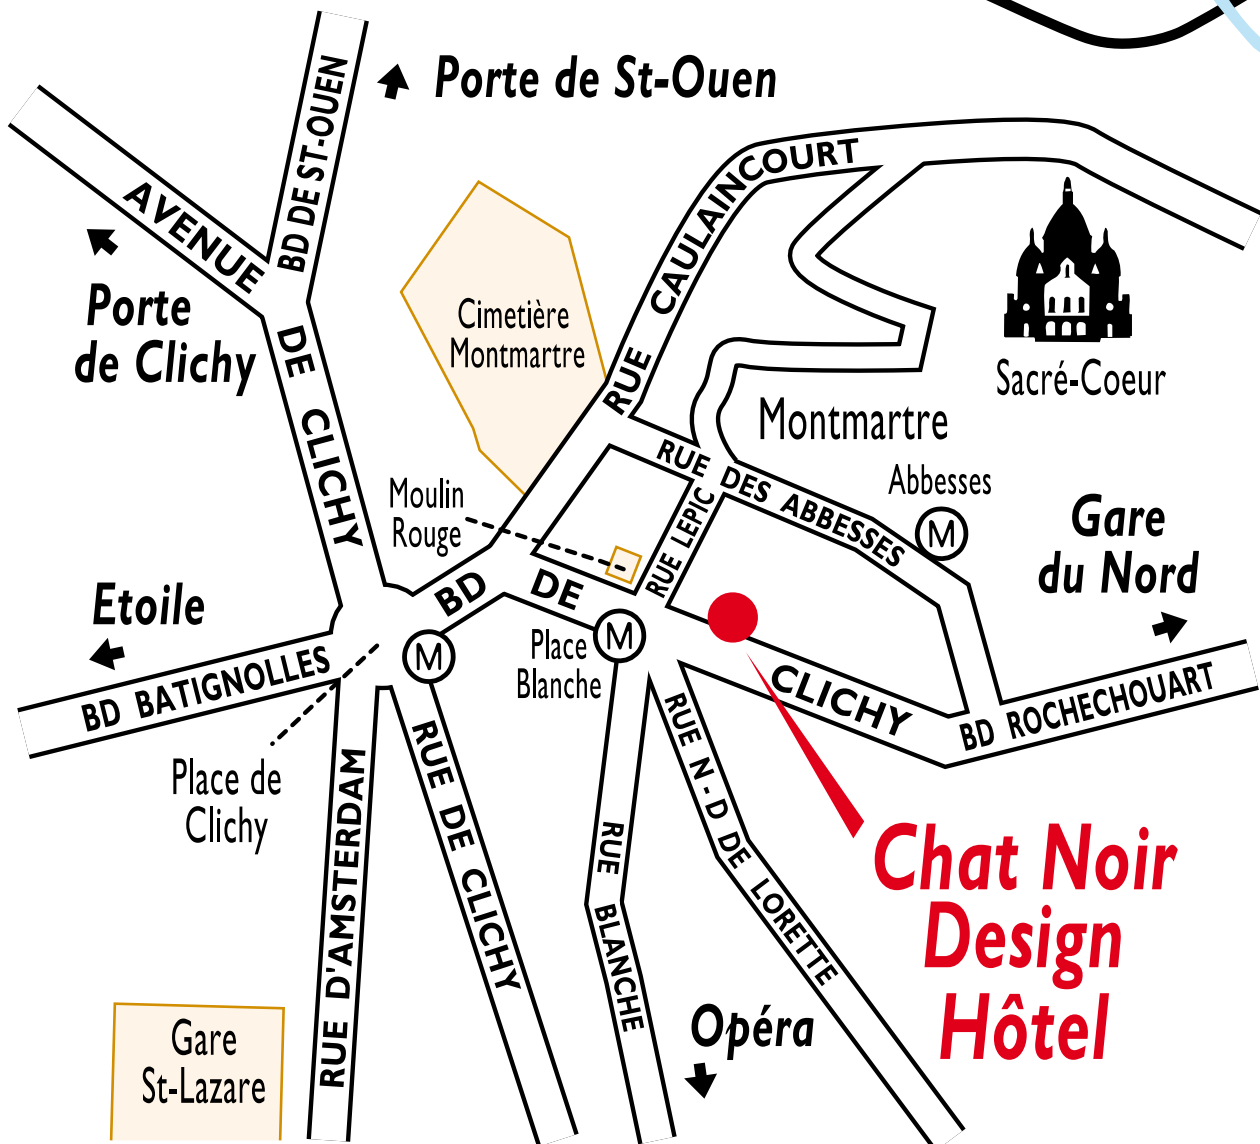 Porte de St-Ouen
BD DE ST-OUEN
AVENUE DE CLICHY
Porte
de Clichy
RUE CAULAINCOURT
Cimetière
Montmartre
Sacré-Coeur
Montmartre
RUE DES ABBESSES
Abbesses
M
Moulin
Rouge
RUE LEPIC
Gare
du Nord
Etoile
BD DE CLICHY
M
Place
Blanche
M
BD BATIGNOLLES
BD ROCHECHOUART
Place de
Clichy
RUE D'AMSTERDAM
RUE DE CLICHY
RUE BLANCHE
RUE N-D DE LORETTE
Chat Noir
Design
Hôtel
Opéra
Gare
St-Lazare